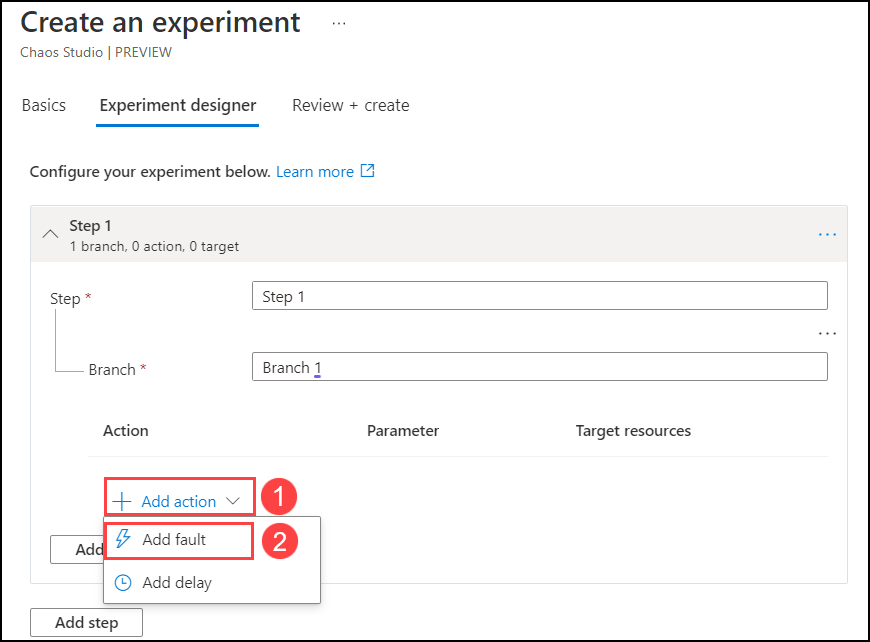 Create an experiment ...
Chaos Studio | PREVIEW
Basics Experiment designer Review + create
Configure your experiment below. Learn more
Step 1
1 branch, 0 action, 0 target
Step * Step 1
Branch * Branch 1
Action Parameter Target resources
Add action 1
Add fault 2
Add
Add delay
Add step